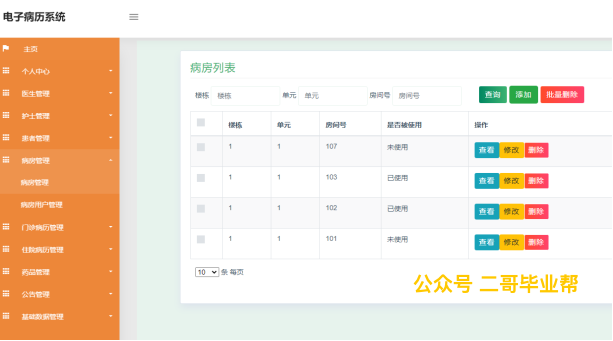 电子病历系统
主页
个人中心
医生管理
护士管理
患者管理
病房管理
病房管理
病房用户管理
门诊病历管理
住院病历管理
药品管理
公告管理
基础数据管理
病房列表
楼栋 楼栋 单元 单元 房间号 房间号 查询 添加 批量删除
楼栋 单元 房间号 是否被使用 操作
1 1 107 未使用 查看 修改 删除
1 1 103 已使用 查看 修改 删除
1 1 102 已使用 查看 修改 删除
1 1 101 未使用 查看 修改 删除
10 条 每页
公众号 二哥毕业帮